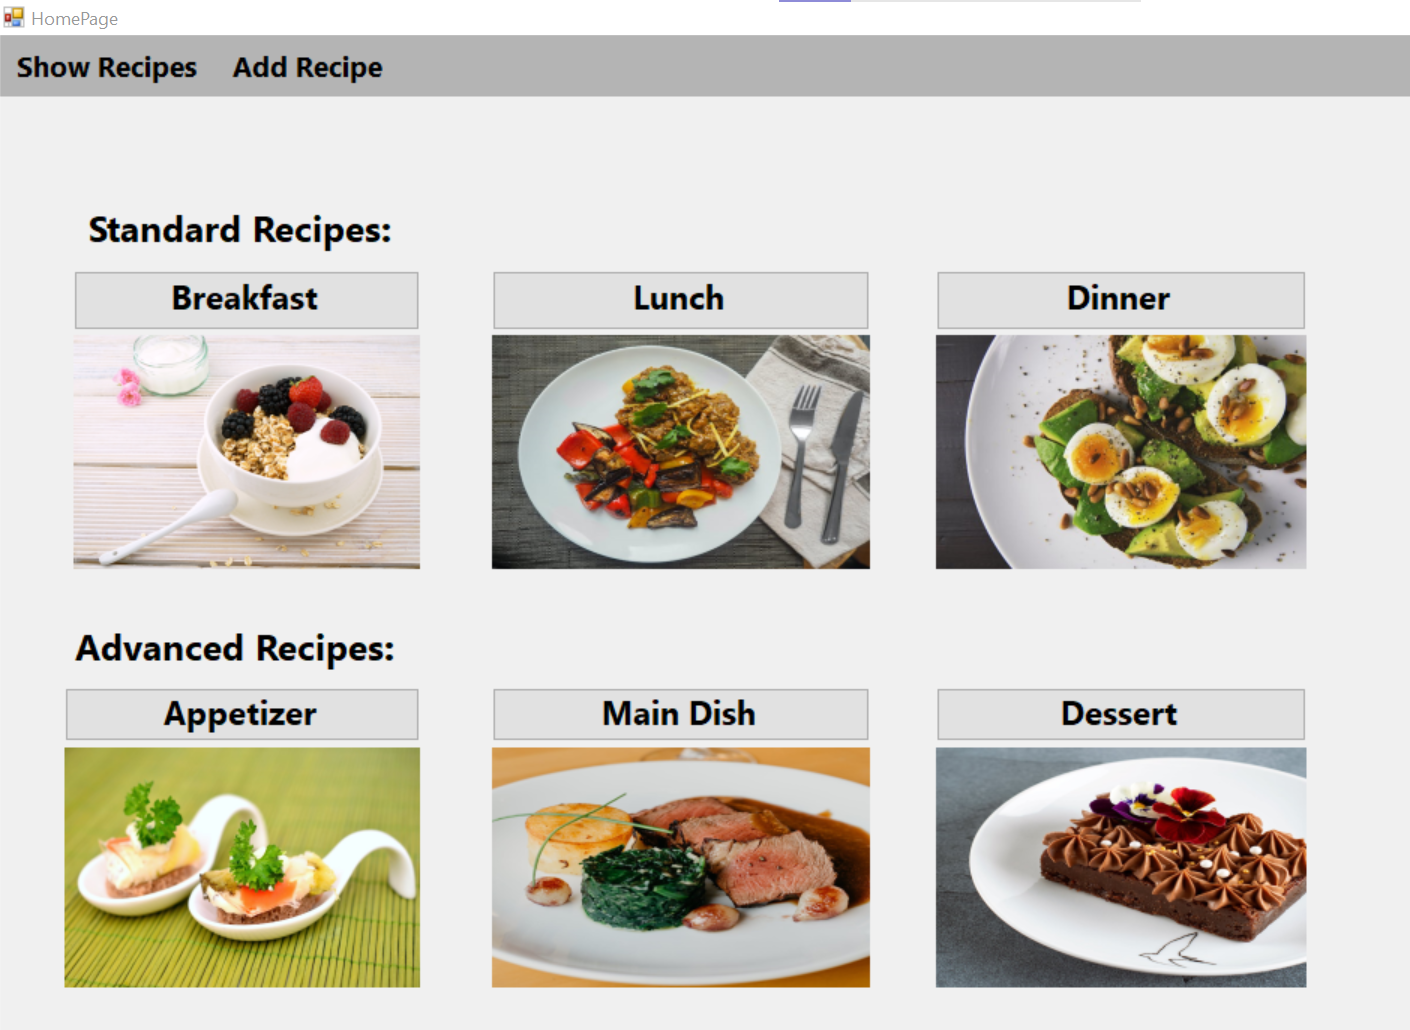 HomePage
Show Recipes Add Recipe
Standard Recipes:
Breakfast Lunch Dinner
Advanced Recipes:
Appetizer Main Dish Dessert